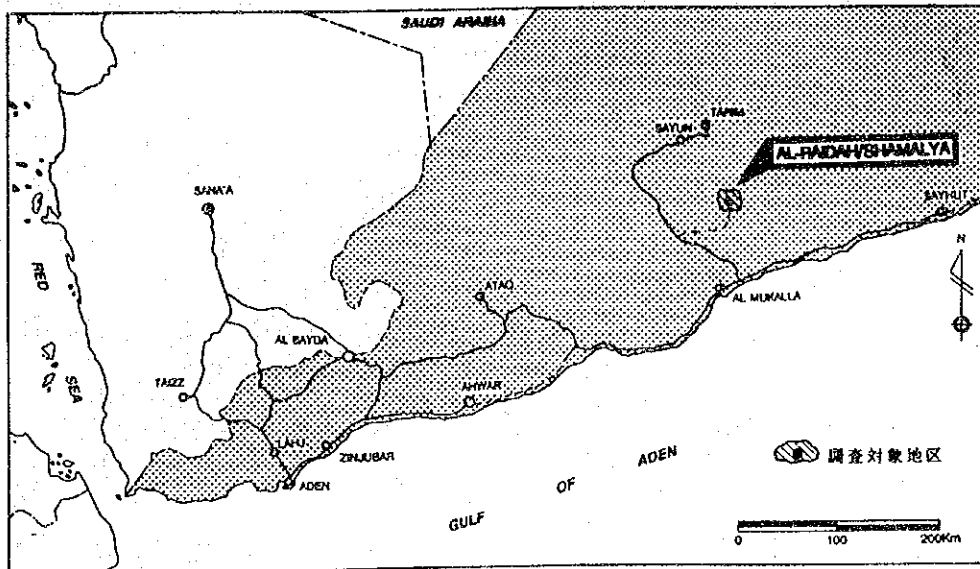 SAUDI ARABIA
TARIM
SAYUN
AL-RAIDAH/SHAMALYA
SANA'A
SAYHUT
N
RED
SEA
ATAQ
AL MUKALLA
AL BAYDA
TAIZZ
AHWAR
LAHJ
ZINJUBAR
ADEN
調査対象地区
GULF
OF
ADEN
0 100 200Km